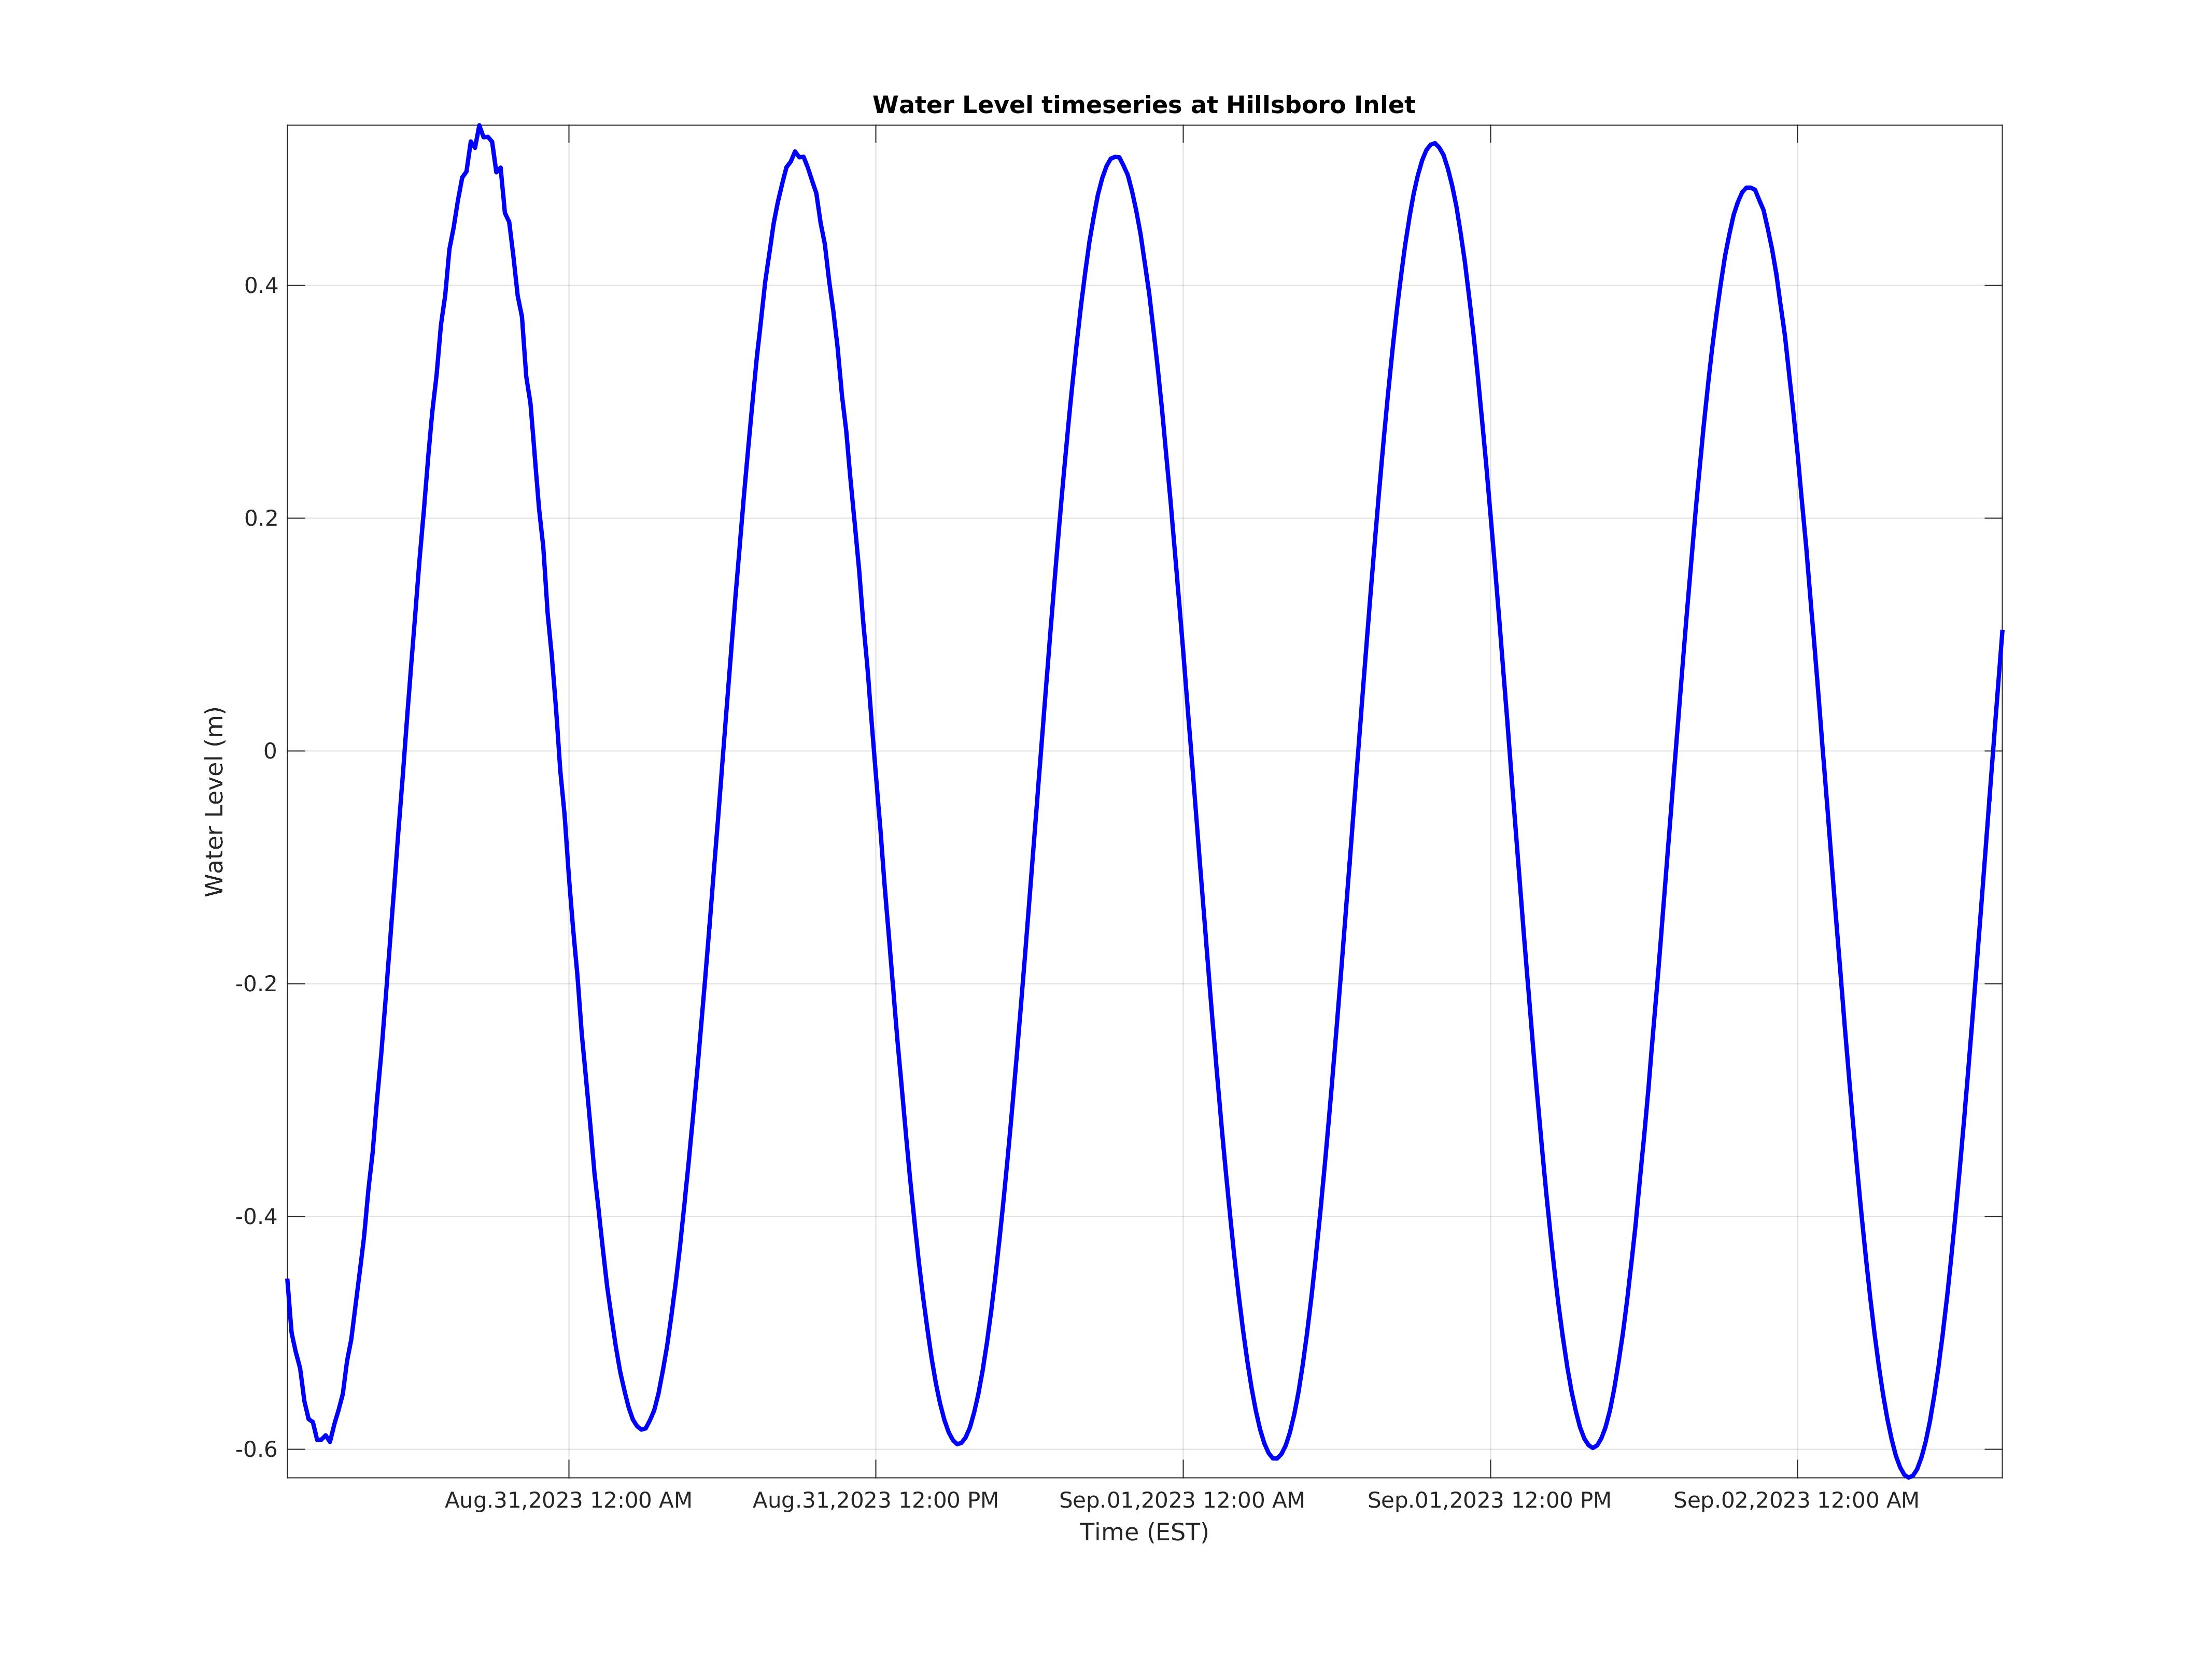 Water Level timeseries at Hillsboro Inlet
0.4
0.2
0
-0.2
-0.4
-0.6
Water Level (m)
Aug.31,2023 12:00 AM
Aug.31,2023 12:00 PM
Sep.01,2023 12:00 AM
Sep.01,2023 12:00 PM
Sep.02,2023 12:00 AM
Time (EST)